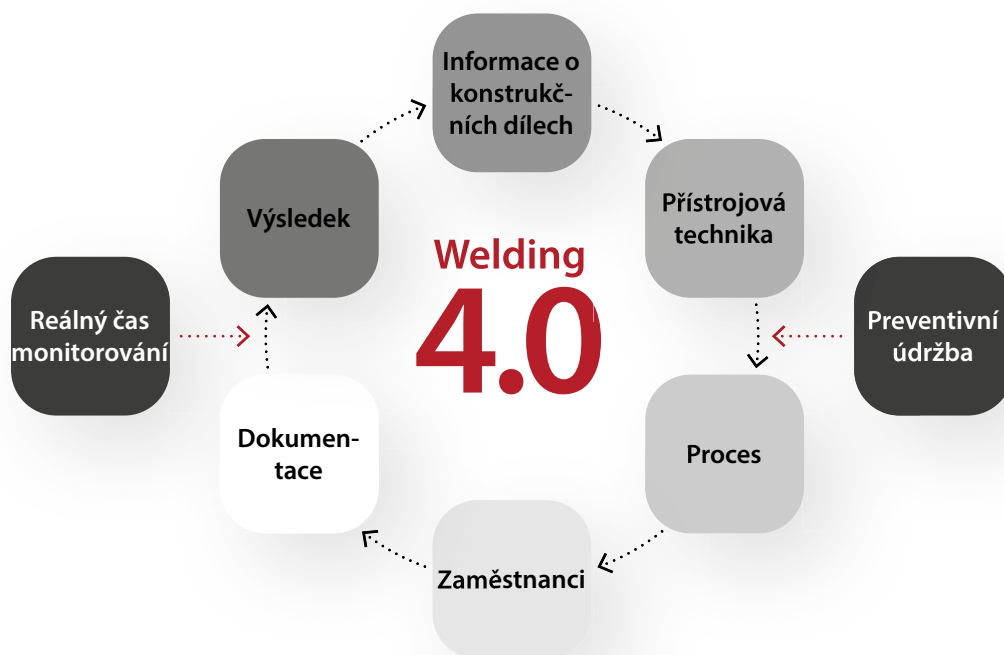 Informace o
konstrukč-
ních dílech
Výsledek
Přístrojová
technika
Welding
4.0
Reálný čas
monitorování
Preventivní
údržba
Dokumen-
tace
Proces
Zaměstnanci